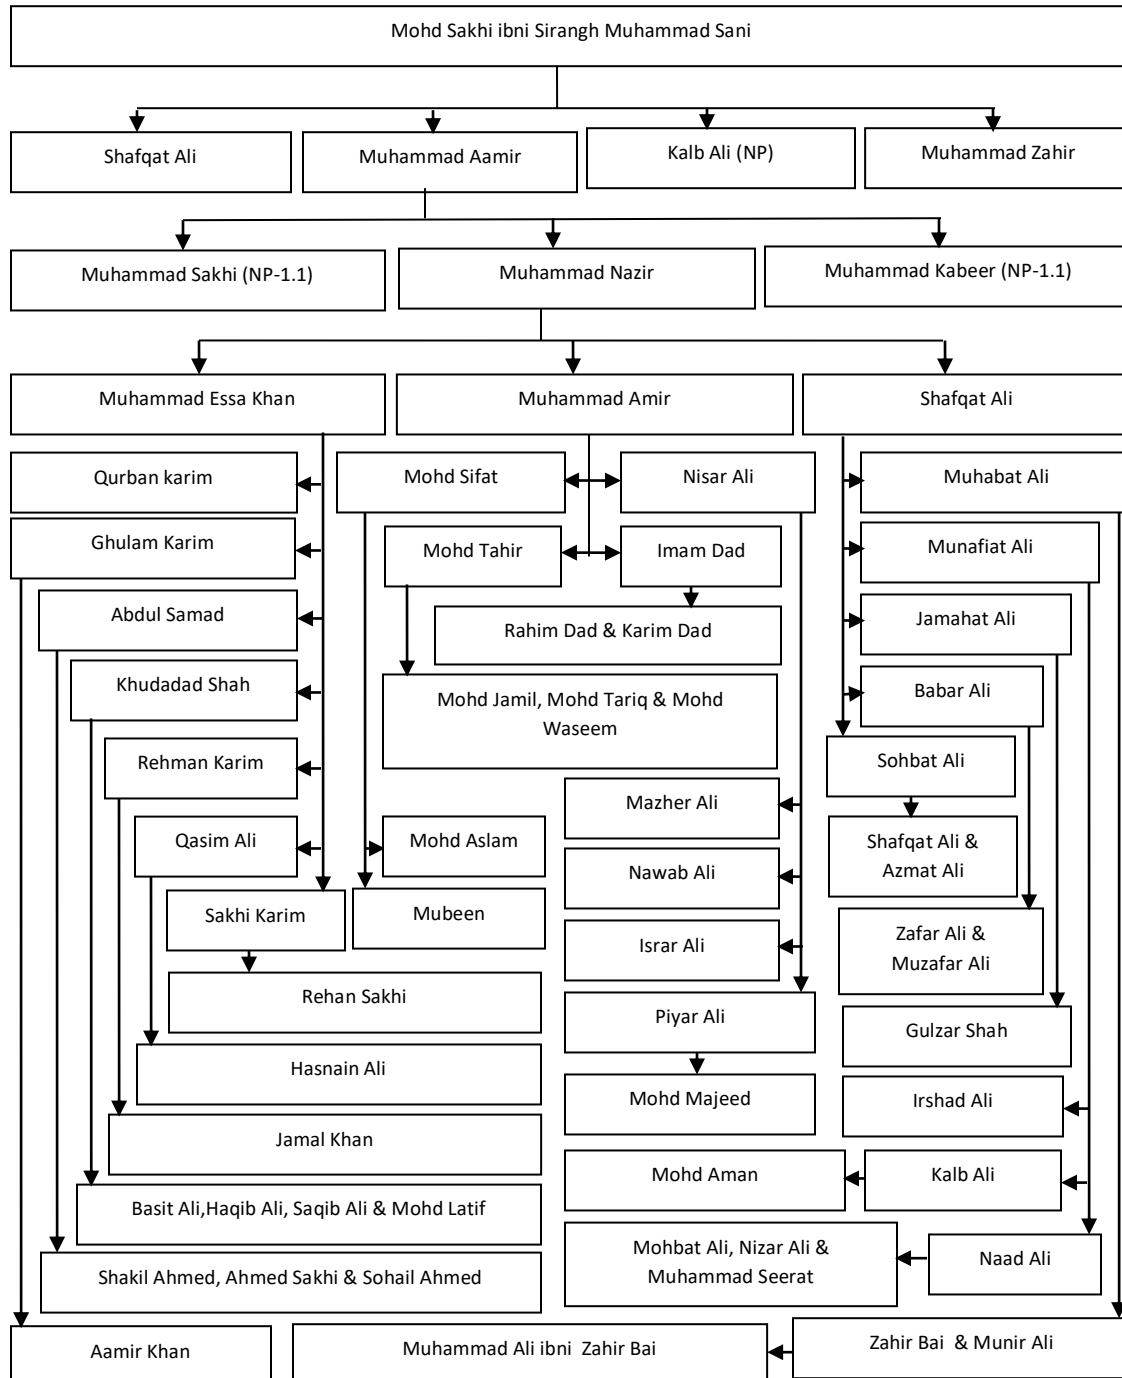 Mohd Sakhi ibni Sirangh Muhammad Sani
Shafqat Ali
Muhammad Aamir
Kalb Ali (NP)
Muhammad Zahir
Muhammad Sakhi (NP-1.1)
Muhammad Nazir
Muhammad Kabeer (NP-1.1)
Muhammad Essa Khan
Muhammad Amir
Shafqat Ali
Qurban karim
Mohd Sifat
Nisar Ali
Muhabat Ali
Ghulam Karim
Mohd Tahir
Imam Dad
Munafiat Ali
Abdul Samad
Rahim Dad & Karim Dad
Jamahat Ali
Khudadad Shah
Mohd Jamil, Mohd Tariq & Mohd
Waseem
Babar Ali
Rehman Karim
Sohbat Ali
Mazher Ali
Qasim Ali
Mohd Aslam
Shafqat Ali &
Azmat Ali
Nawab Ali
Sakhi Karim
Mubeen
Israr Ali
Zafar Ali &
Muzafar Ali
Rehan Sakhi
Piyar Ali
Gulzar Shah
Hasnain Ali
Mohd Majeed
Irshad Ali
Jamal Khan
Mohd Aman
Kalb Ali
Basit Ali,Haqib Ali, Saqib Ali & Mohd Latif
Mohbat Ali, Nizar Ali &
Muhammad Seerat
Naad Ali
Shakil Ahmed, Ahmed Sakhi & Sohail Ahmed
Aamir Khan
Muhammad Ali ibni Zahir Bai
Zahir Bai & Munir Ali